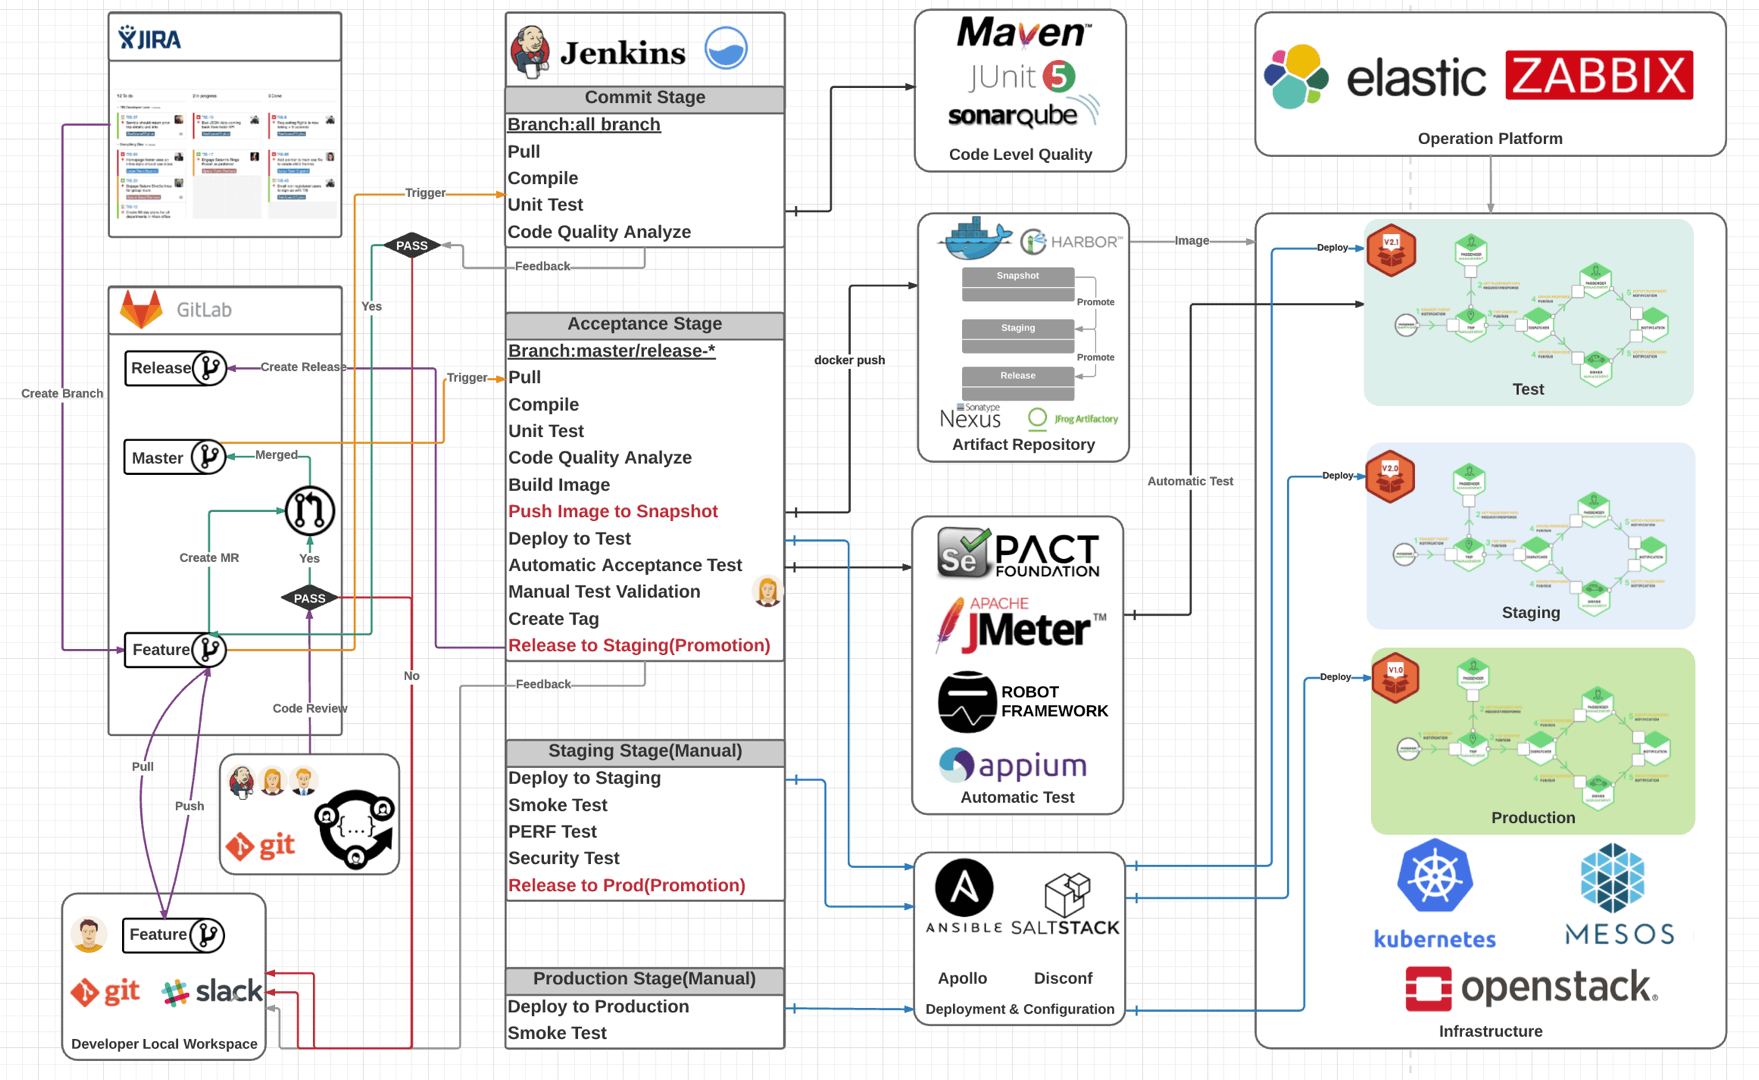 JIRA
Create Branch
GitLab
Release
Create Release
Master
Merged
Create MR
Yes
PASS
Feature
Code Review
Pull
Push
git
Feature
git
slack
Developer Local Workspace
Trigger
PASS
Feedback
Yes
Trigger
No
Feedback
Jenkins
Commit Stage
Branch:all branch
Pull
Compile
Unit Test
Code Quality Analyze
Acceptance Stage
Branch:master/release-*
Pull
Compile
Unit Test
Code Quality Analyze
Build Image
Push Image to Snapshot
Deploy to Test
Automatic Acceptance Test
Manual Test Validation
Create Tag
Release to Staging(Promotion)
Staging Stage(Manual)
Deploy to Staging
Smoke Test
PERF Test
Security Test
Release to Prod(Promotion)
Production Stage(Manual)
Deploy to Production
Smoke Test
Maven™
JUnit 5
sonarqube
Code Level Quality
docker push
HARBOR™
Snapshot
Promote
Staging
Promote
Release
Sonatype
Nexus
JFrog Artifactory
Artifact Repository
Image
Automatic Test
Se
PACT
FOUNDATION
APACHE
JMeter™
ROBOT
FRAMEWORK
appium
Automatic Test
ANSIBLE
SALTSTACK
Apollo
Disconf
Deployment & Configuration
elastic
ZABBIX
Operation Platform
Deploy
V2.1
Test
Deploy
V2.0
Staging
Deploy
V1.0
Production
kubernetes
MESOS
openstack.
Infrastructure